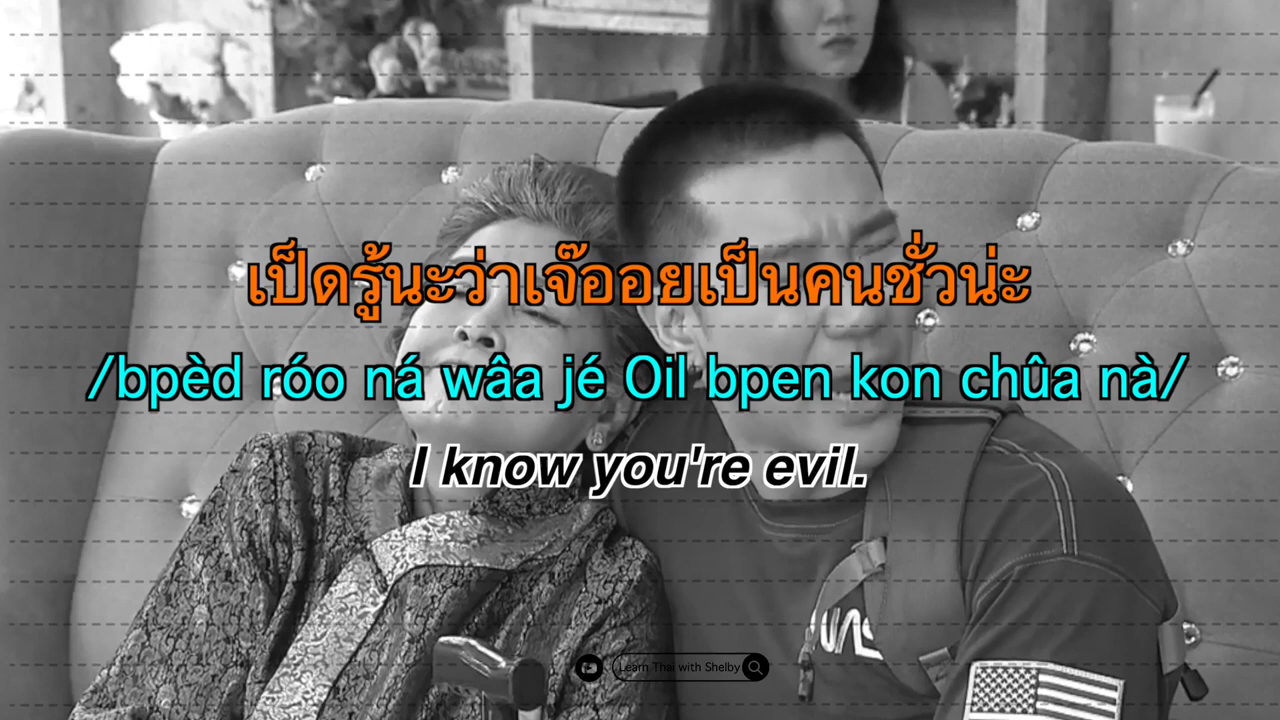 เป็ดรู้นะว่าเจ๊ออยเป็นคนชั่วน่ะ
/bpèd róo ná wâa jé Oil bpen kon chûa nà/
I know you're evil.
Learn Thai with Shelby